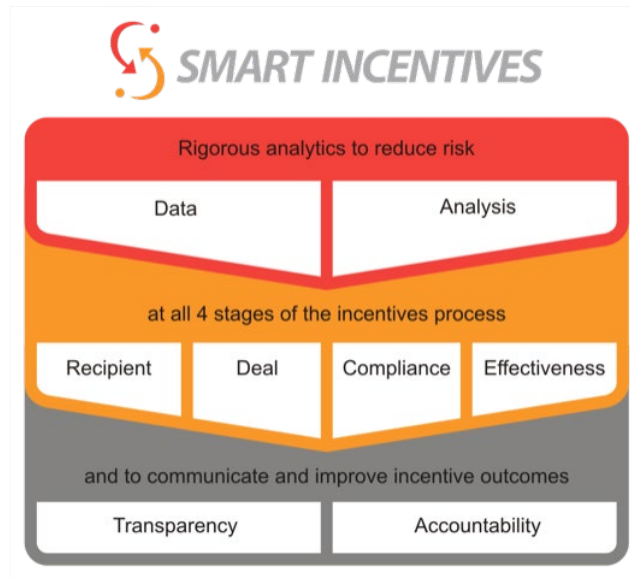 SMART INCENTIVES
Rigorous analytics to reduce risk
Data
Analysis
at all 4 stages of the incentives process
Recipient
Deal
Compliance
Effectiveness
and to communicate and improve incentive outcomes
Transparency
Accountability